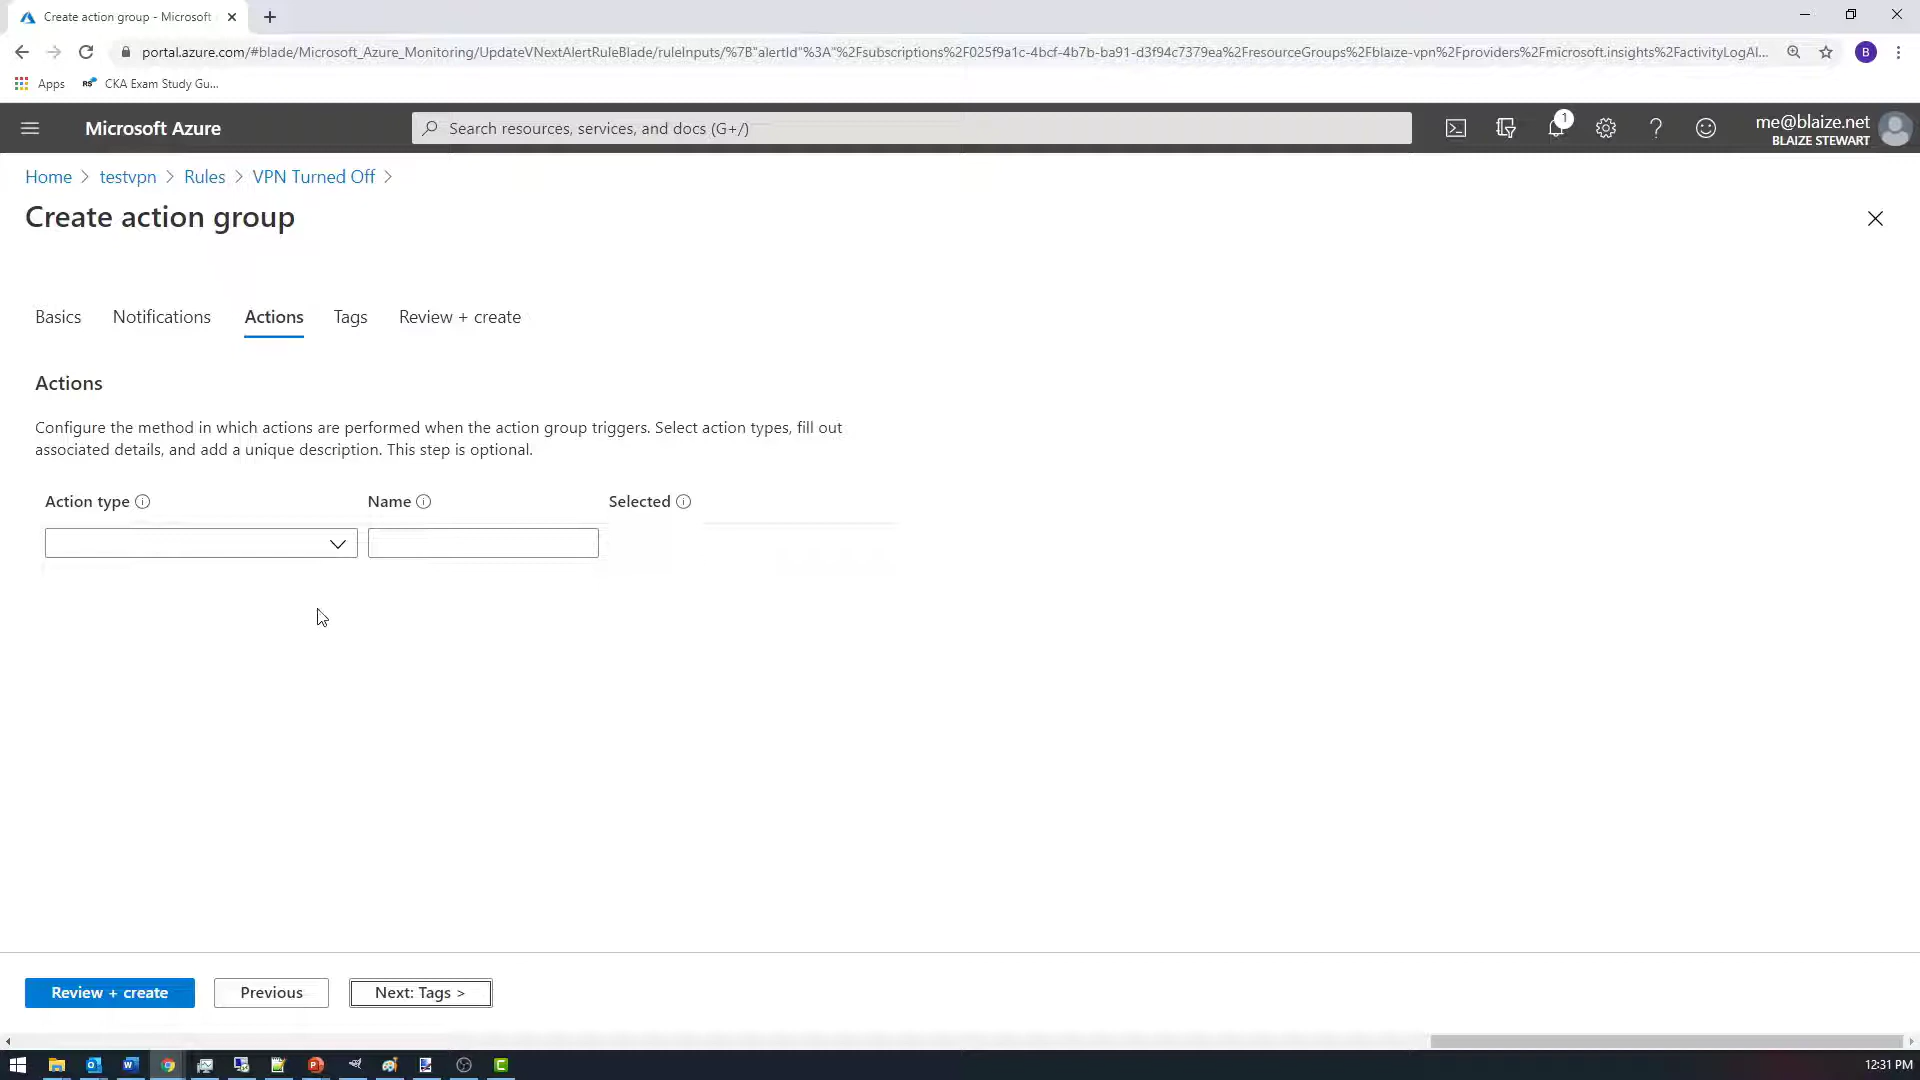 Create action group - Microsoft
portal.azure.com/#blade/Microsoft_Azure_Monitoring/UpdateVNextAlertRuleBlade/ruleInputs/%7B"alertId"%3A"%2Fsubscriptions%2F025f9a1c-4bcf-4b7b-ba91-d3f94c7379ea%2FresourceGroups%2Fblaize-vpn%2Fproviders%2Fmicrosoft.insights%2FactivityLogAl...
B
Apps
CKA Exam Study Gu...
Microsoft Azure
Search resources, services, and docs (G+/)
1
me@blaize.net
BLAIZE STEWART
Home > testvpn > Rules > VPN Turned Off >
Create action group
Basics Notifications Actions Tags Review + create
Actions
Configure the method in which actions are performed when the action group triggers. Select action types, fill out
associated details, and add a unique description. This step is optional.
Action type Name Selected
Review + create Previous Next: Tags >
12:31 PM